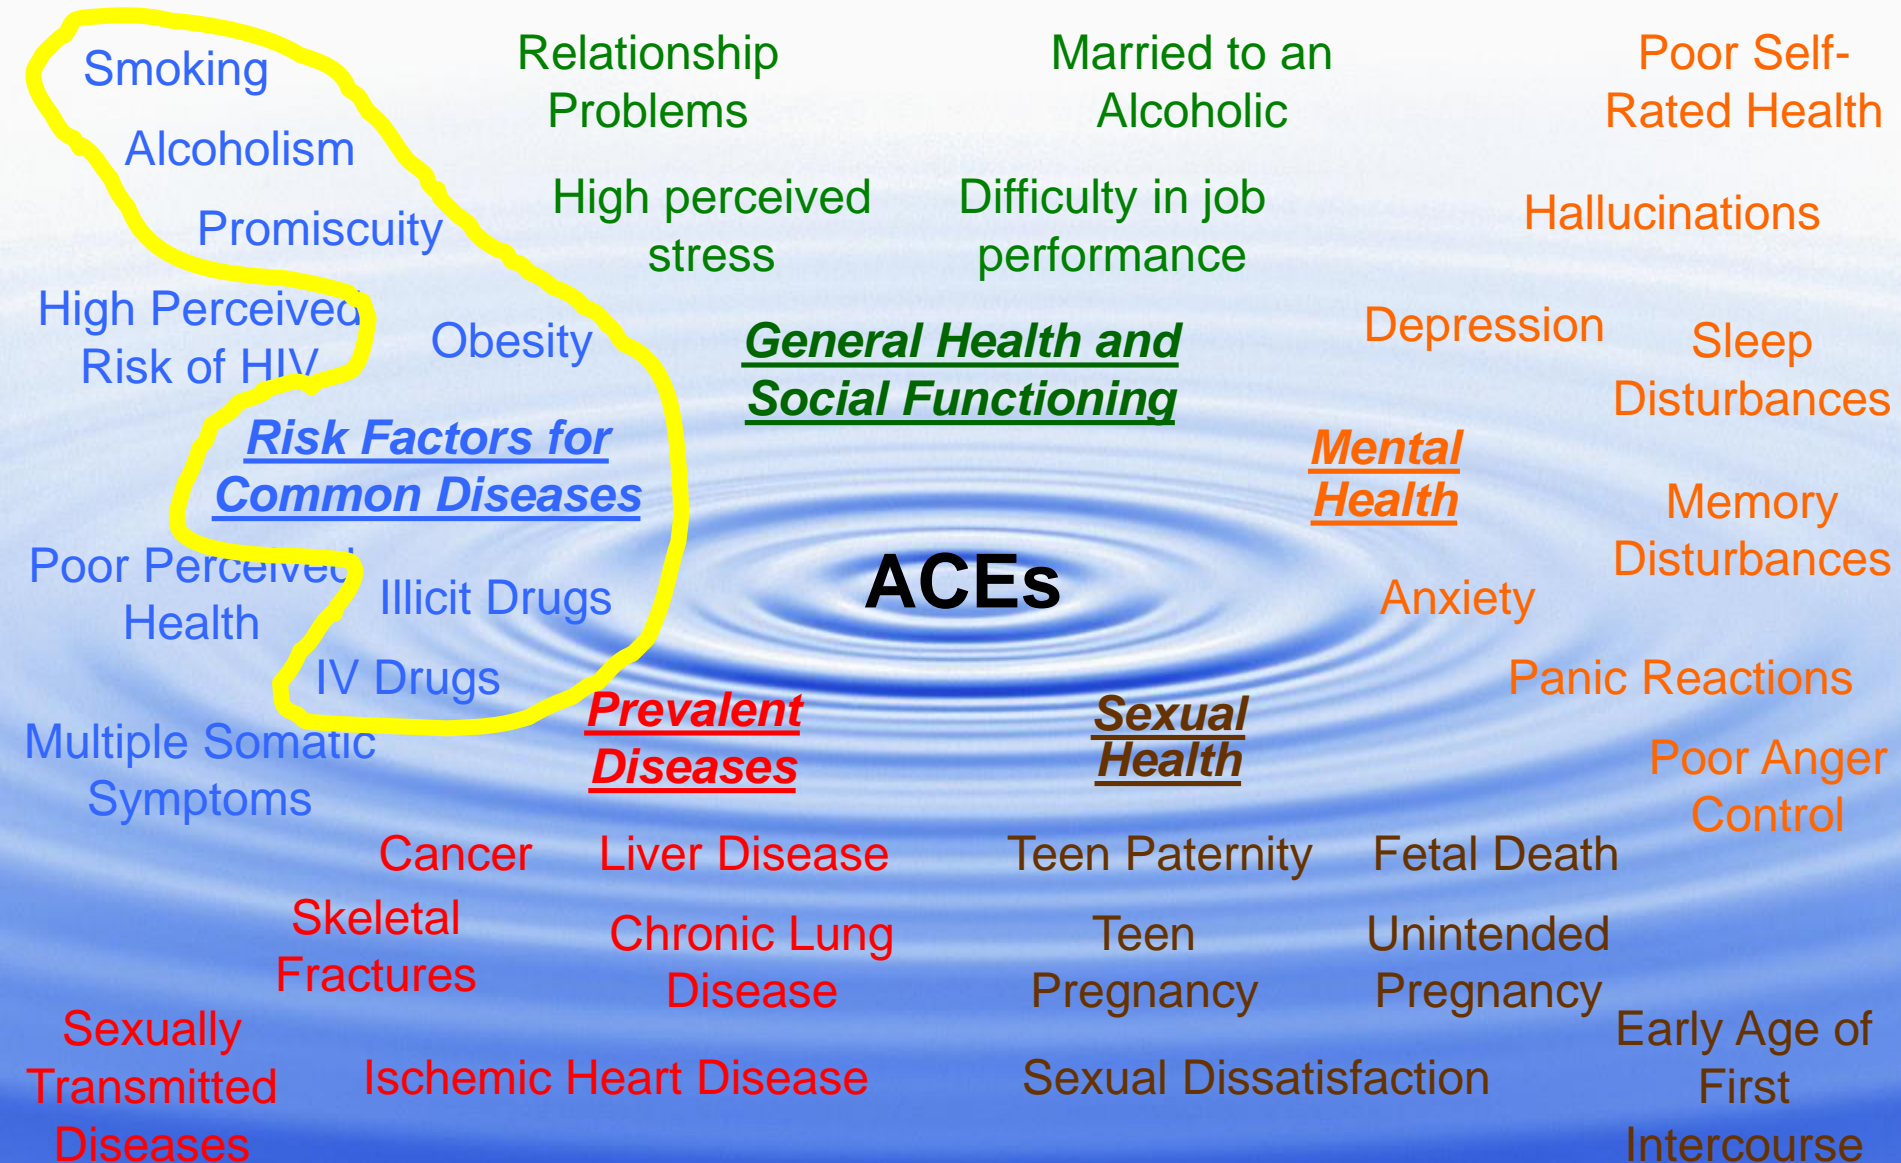 Smoking
Alcoholism
Promiscuity
High Perceived
Risk of HIV
Obesity
Risk Factors for
Common Diseases
Poor Perceived
Health
Illicit Drugs
IV Drugs
Multiple Somatic
Symptoms
Relationship
Problems
Married to an
Alcoholic
High perceived
stress
Difficulty in job
performance
General Health and
Social Functioning
ACEs
Poor Self-
Rated Health
Hallucinations
Depression
Sleep
Disturbances
Mental
Health
Memory
Disturbances
Anxiety
Panic Reactions
Poor Anger
Control
Prevalent
Diseases
Cancer
Liver Disease
Skeletal
Fractures
Chronic Lung
Disease
Sexually
Transmitted
Diseases
Ischemic Heart Disease
Sexual
Health
Teen Paternity
Fetal Death
Teen
Pregnancy
Unintended
Pregnancy
Sexual Dissatisfaction
Early Age of
First
Intercourse